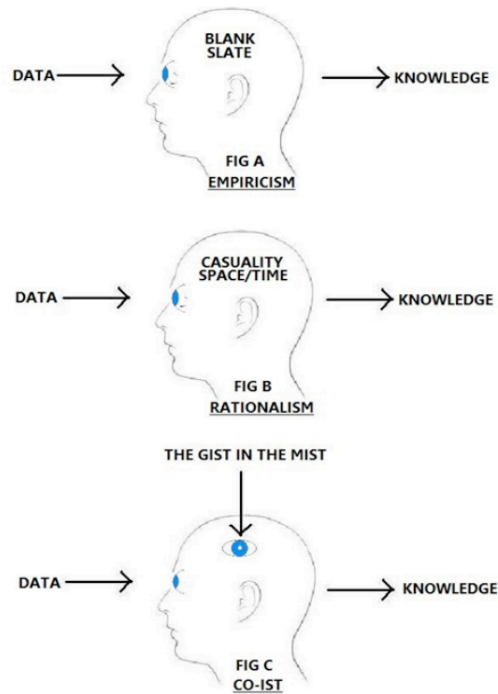 BLANK
SLATE
DATA
KNOWLEDGE
FIG A
EMPIRICISM
CASUALITY
SPACE/TIME
DATA
KNOWLEDGE
FIG B
RATIONALISM
THE GIST IN THE MIST
DATA
KNOWLEDGE
FIG C
CO-IST